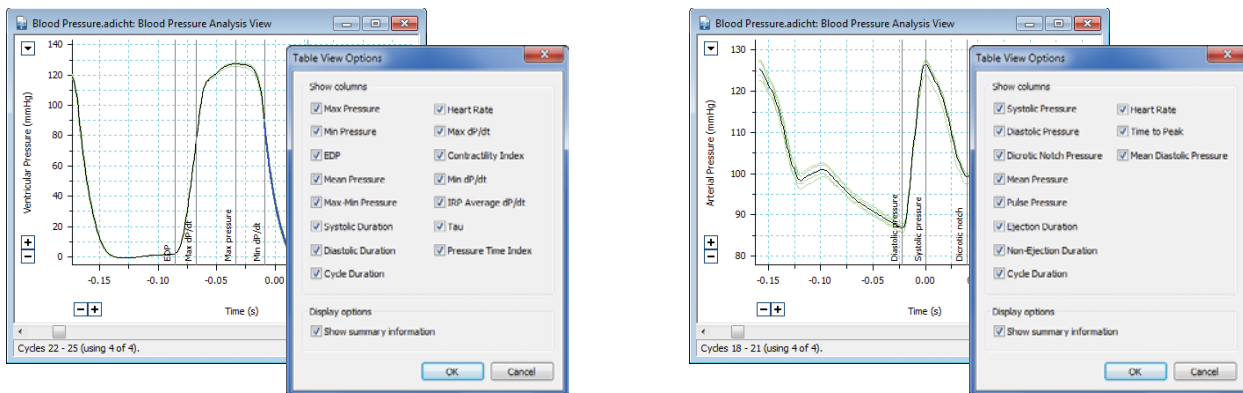 Blood Pressure.adicht: Blood Pressure Analysis View
140
120
100
80
60
40
20
0
Ventricular Pressure (mmHg)
EDP
Max dP/dt
Max pressure
Min dP/dt
-0.15
-0.10
-0.05
0.00
Time (s)
Cycles 22 - 25 (using 4 of 4).
Table View Options
Show columns
Max Pressure
Heart Rate
Min Pressure
Max dP/dt
EDP
Contractility Index
Mean Pressure
Min dP/dt
Max-Min Pressure
IRP Average dP/dt
Systolic Duration
Tau
Diastolic Duration
Pressure Time Index
Cycle Duration
Display options
Show summary information
OK
Cancel
Blood Pressure.adicht: Blood Pressure Analysis View
130
120
110
100
90
80
Arterial Pressure (mmHg)
Diastolic pressure
Systolic pressure
Dicrotic notch
-0.15
-0.10
-0.05
0.00
0.0
Time (s)
Cycles 18 - 21 (using 4 of 4).
Table View Options
Show columns
Systolic Pressure
Heart Rate
Diastolic Pressure
Time to Peak
Dicrotic Notch Pressure
Mean Diastolic Pressure
Mean Pressure
Pulse Pressure
Ejection Duration
Non-Ejection Duration
Cycle Duration
Display options
Show summary information
OK
Cancel